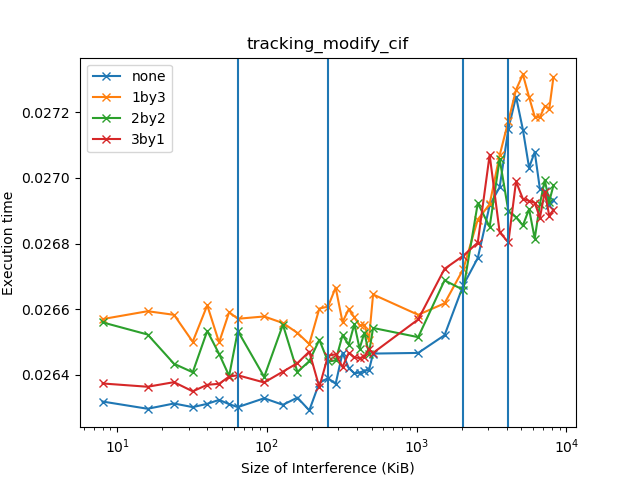 tracking_modify_cif
none
1by3
2by2
3by1
Execution time
0.0272
0.0270
0.0268
0.0266
0.0264
10¹
10²
10³
10⁴
Size of Interference (KiB)